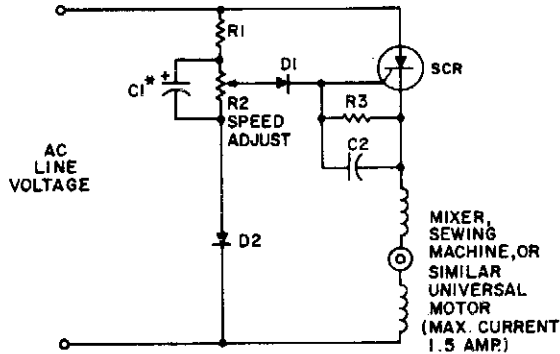 R1
D1
SCR
C1*
+
R2
SPEED
ADJUST
R3
C2
AC
LINE
VOLTAGE
D2
MIXER,
SEWING
MACHINE, OR
SIMILAR
UNIVERSAL
MOTOR
(MAX. CURRENT
1.5 AMP.)